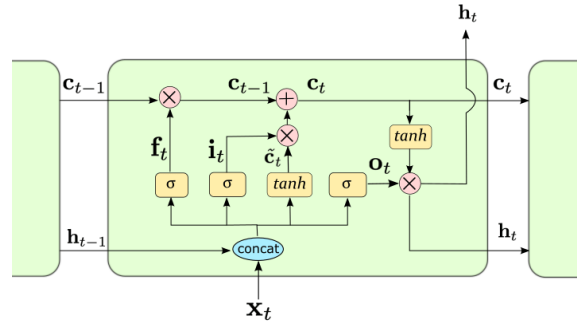 h_t
c_{t−1}
×
c_{t−1}
+
c_t
c_t
f_t
i_t
×
c̃_t
tanh
o_t
σ
σ
tanh
σ
×
h_{t−1}
concat
h_t
x_t